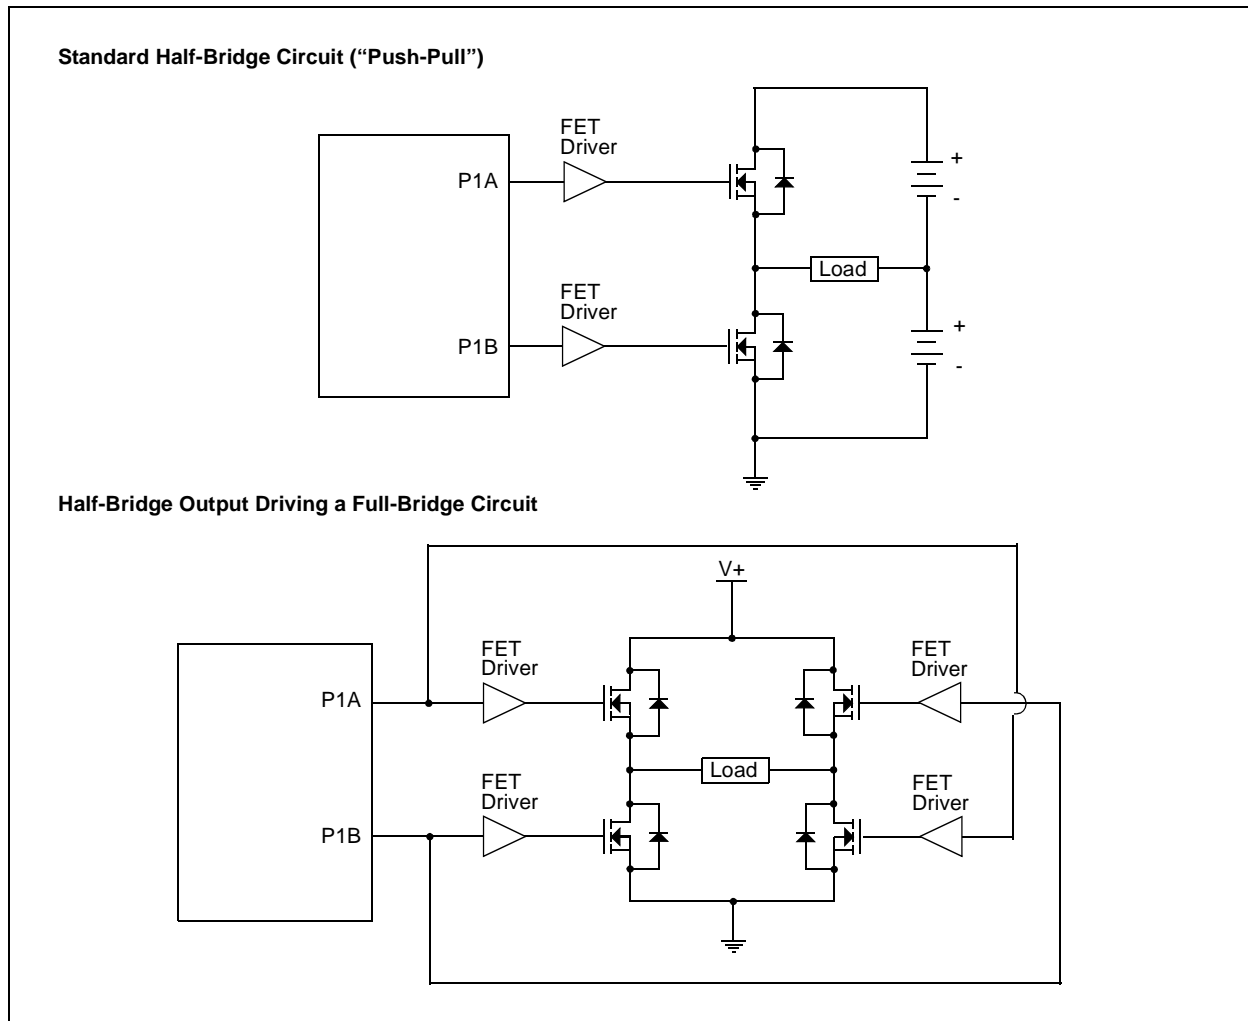 Standard Half-Bridge Circuit (“Push-Pull”)
FET
Driver
P1A
+
-
Load
FET
Driver
P1B
+
-
Half-Bridge Output Driving a Full-Bridge Circuit
V+
FET
Driver
FET
Driver
P1A
Load
FET
Driver
FET
Driver
P1B